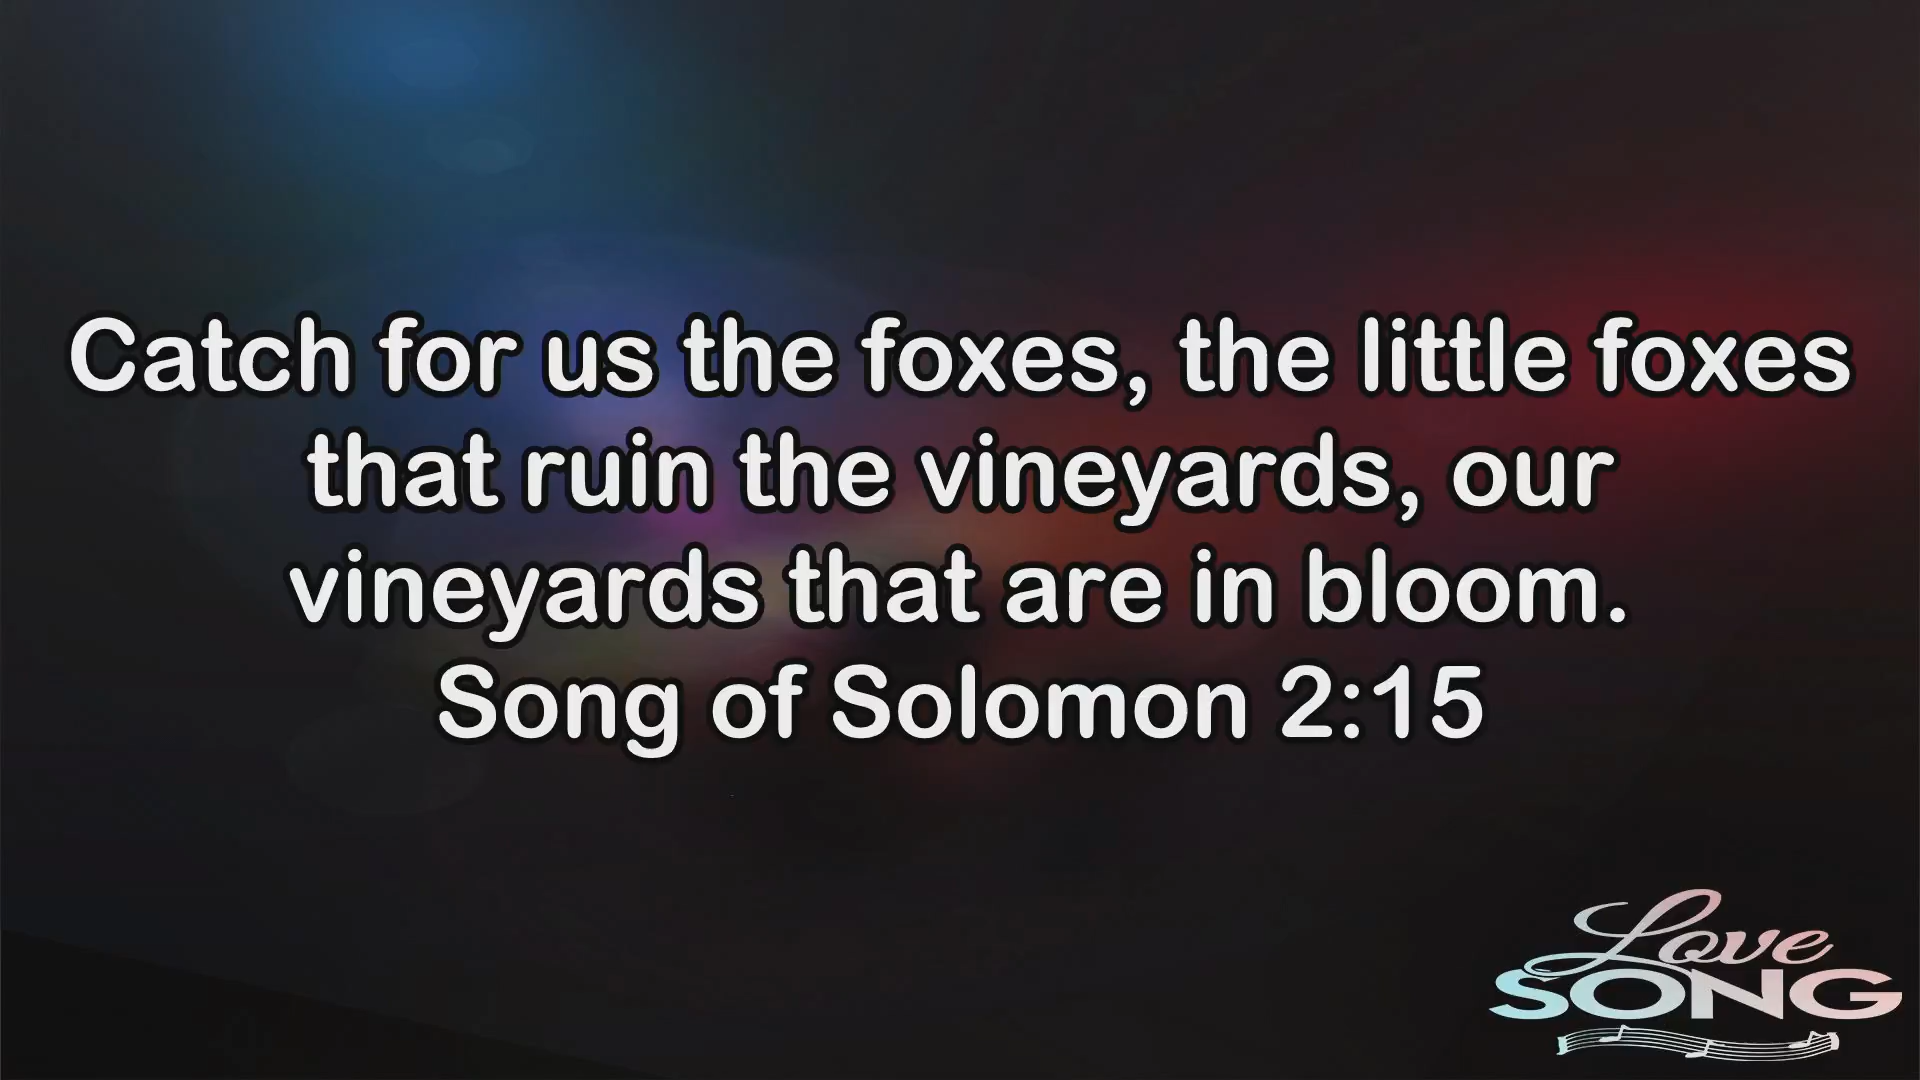 Catch for us the foxes, the little foxes
that ruin the vineyards, our
vineyards that are in bloom.
Song of Solomon 2:15
Love
SONG